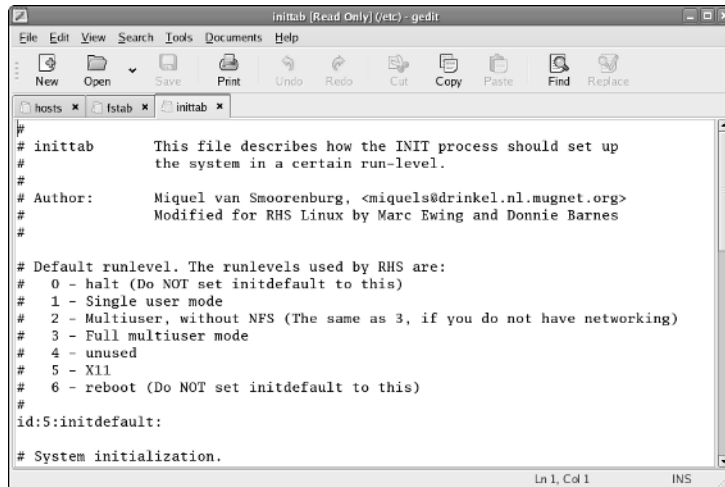 inittab [Read Only] (/etc) - gedit
File Edit View Search Tools Documents Help
New Open Save Print Undo Redo Cut Copy Paste Find Replace
hosts fstab inittab
#
# inittab This file describes how the INIT process should set up
# the system in a certain run-level.
#
# Author: Miquel van Smoorenburg, <miquels@drinkel.nl.mugnet.org>
# Modified for RHS Linux by Marc Ewing and Donnie Barnes
#
# Default runlevel. The runlevels used by RHS are:
# 0 - halt (Do NOT set initdefault to this)
# 1 - Single user mode
# 2 - Multiuser, without NFS (The same as 3, if you do not have networking)
# 3 - Full multiuser mode
# 4 - unused
# 5 - X11
# 6 - reboot (Do NOT set initdefault to this)
#
id:5:initdefault:
# System initialization.
Ln 1, Col 1 INS